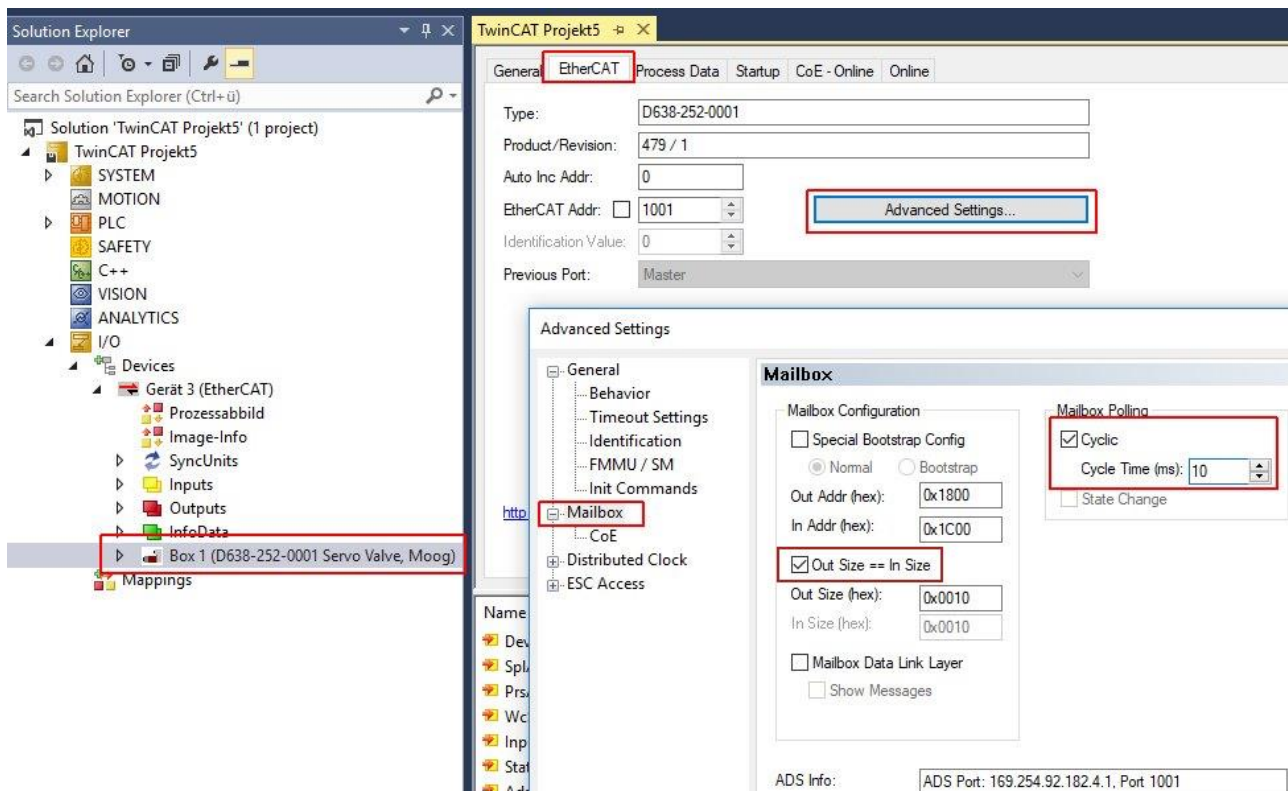 Solution Explorer
Search Solution Explorer (Ctrl+ü)
Solution 'TwinCAT Projekt5' (1 project)
TwinCAT Projekt5
SYSTEM
MOTION
PLC
SAFETY
C++
VISION
ANALYTICS
I/O
Devices
Gerät 3 (EtherCAT)
Prozessabbild
Image-Info
SyncUnits
Inputs
Outputs
InfoData
Box 1 (D638-252-0001 Servo Valve, Moog)
Mappings
TwinCAT Projekt5
General EtherCAT Process Data Startup CoE - Online Online
Type: D638-252-0001
Product/Revision: 479 / 1
Auto Inc Addr: 0
EtherCAT Addr: 1001 Advanced Settings...
Identification Value: 0
Previous Port: Master
http
Name
Dev
Spl
Prs
Wc
Inp
Stat
Advanced Settings
General
Behavior
Timeout Settings
Identification
FMMU / SM
Init Commands
Mailbox
CoE
Distributed Clock
ESC Access
Mailbox
Mailbox Configuration
Special Bootstrap Config
Normal Bootstrap
Out Addr (hex): 0x1800
In Addr (hex): 0x1C00
Out Size == In Size
Out Size (hex): 0x0010
In Size (hex): 0x0010
Mailbox Data Link Layer
Show Messages
Mailbox Polling
Cyclic
Cycle Time (ms): 10
State Change
ADS Info: ADS Port: 169.254.92.182.4.1, Port 1001